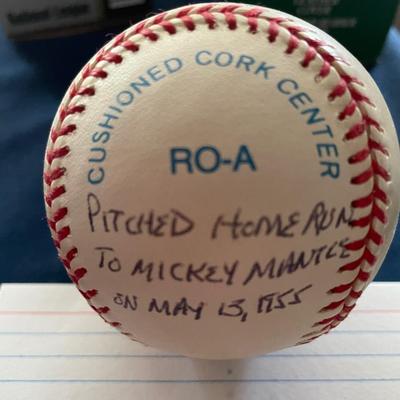 CUSHIONED CORK CENTER
RO-A
PITCHED HOME RUN
TO MICKEY MANTLE
ON MAY 13, 1955